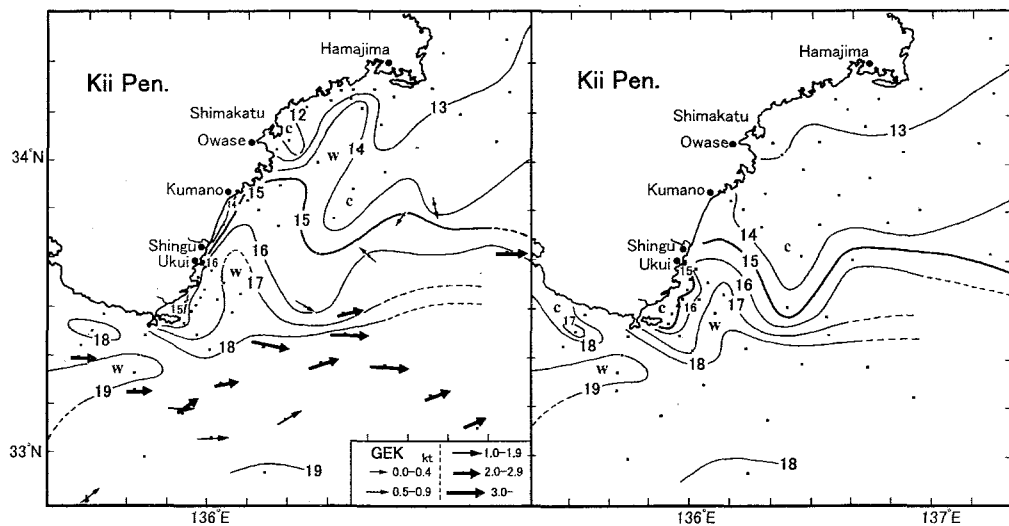 Kii Pen.
Hamajima
Shimakatu
Owase
Kumano
Shingu
Ukui
34°N
33°N
136°E
12
c
13
14
w
c
15
14
15
16
16
w
17
15
18
18
w
19
19
GEK kt
0.0-0.4
0.5-0.9
1.0-1.9
2.0-2.9
3.0-
Kii Pen.
Hamajima
Shimakatu
Owase
Kumano
Shingu
Ukui
13
14
c
15
15
16
16
17
w
c
c
17
18
18
w
19
18
136°E
137°E